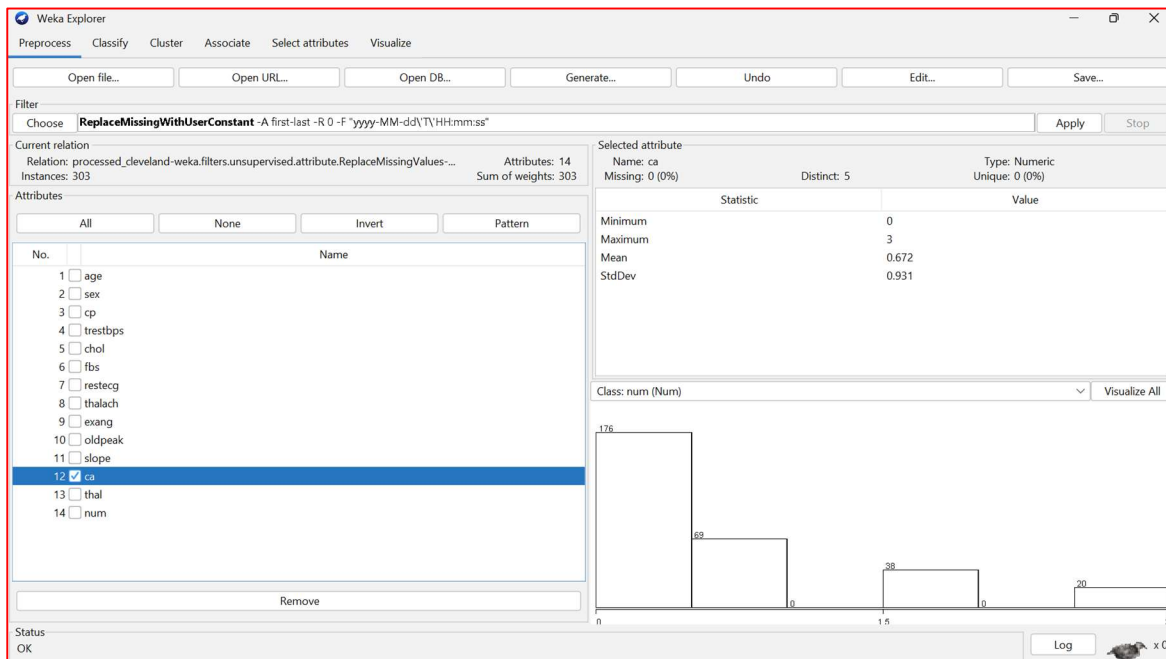 Weka Explorer
Preprocess Classify Cluster Associate Select attributes Visualize
Open file... Open URL... Open DB... Generate... Undo Edit... Save...
Filter
Choose ReplaceMissingWithUserConstant -A first-last -R 0 -F "yyyy-MM-dd\'T\'HH:mm:ss" Apply Stop
Current relation
Relation: processed_cleveland-weka.filters.unsupervised.attribute.ReplaceMissingValues-... Attributes: 14
Instances: 303 Sum of weights: 303
Attributes
All None Invert Pattern
No. Name
1 age
2 sex
3 cp
4 trestbps
5 chol
6 fbs
7 restecg
8 thalach
9 exang
10 oldpeak
11 slope
12 ca
13 thal
14 num
Remove
Selected attribute
Name: ca Type: Numeric
Missing: 0 (0%) Distinct: 5 Unique: 0 (0%)
Statistic Value
Minimum 0
Maximum 3
Mean 0.672
StdDev 0.931
Class: num (Num) Visualize All
176
69
0
38
0
20
0 1.5
Status
OK
Log x 0